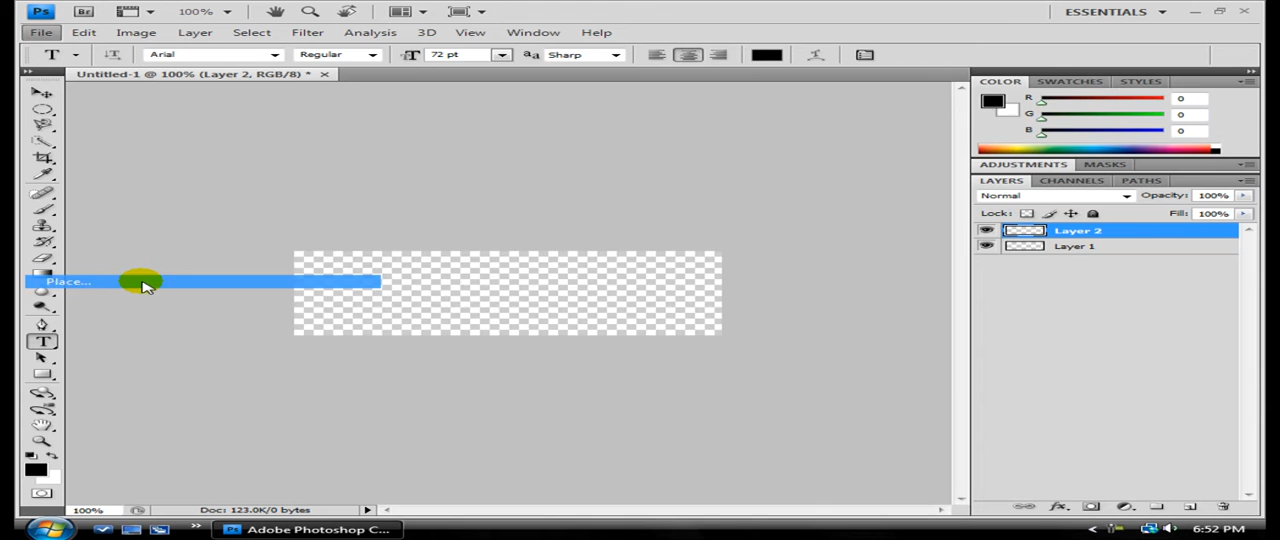 Ps Br 100% ESSENTIALS
File Edit Image Layer Select Filter Analysis 3D View Window Help
T Arial Regular T 72 pt aa Sharp
Untitled-1 @ 100% (Layer 2, RGB/8) *
COLOR SWATCHES STYLES
R 0
G 0
B 0
ADJUSTMENTS MASKS
LAYERS CHANNELS PATHS
Normal Opacity: 100%
Lock: Fill: 100%
Layer 2
Layer 1
Place...
T
fx
100% Doc: 123.0K/0 bytes
Adobe Photoshop C... 6:52 PM